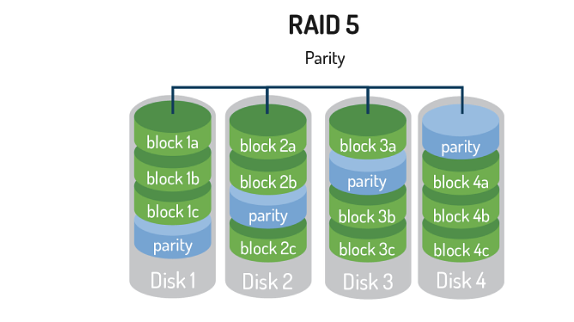 RAID 5
Parity
block 1a
block 2a
block 3a
parity
block 1b
block 2b
parity
block 4a
block 1c
parity
block 3b
block 4b
parity
block 2c
block 3c
block 4c
Disk 1
Disk 2
Disk 3
Disk 4